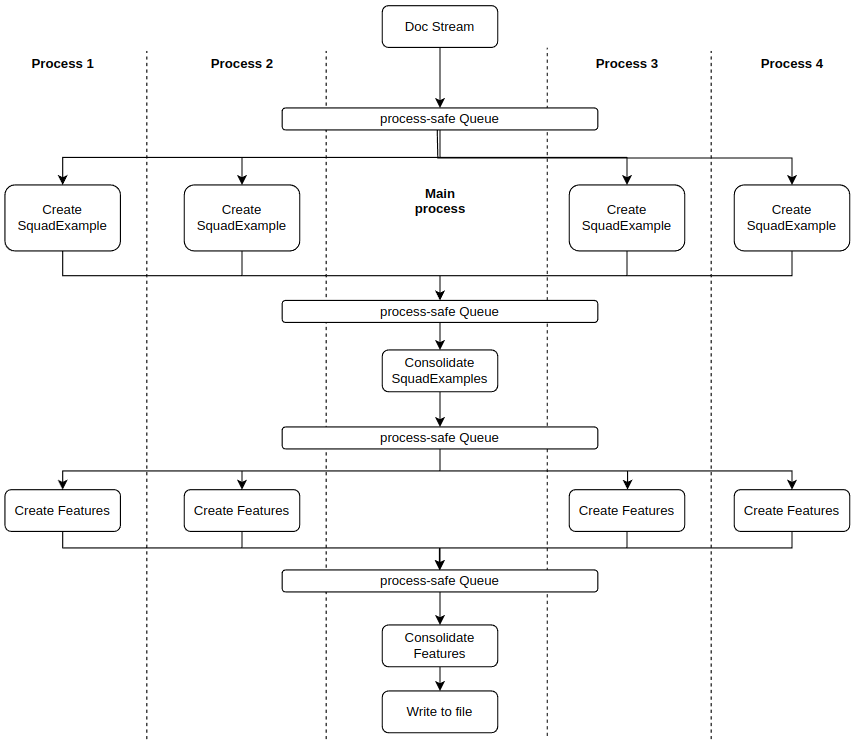 Doc Stream
Process 1
Process 2
Process 3
Process 4
process-safe Queue
Create
SquadExample
Create
SquadExample
Main
process
Create
SquadExample
Create
SquadExample
process-safe Queue
Consolidate
SquadExamples
process-safe Queue
Create Features
Create Features
Create Features
Create Features
process-safe Queue
Consolidate
Features
Write to file